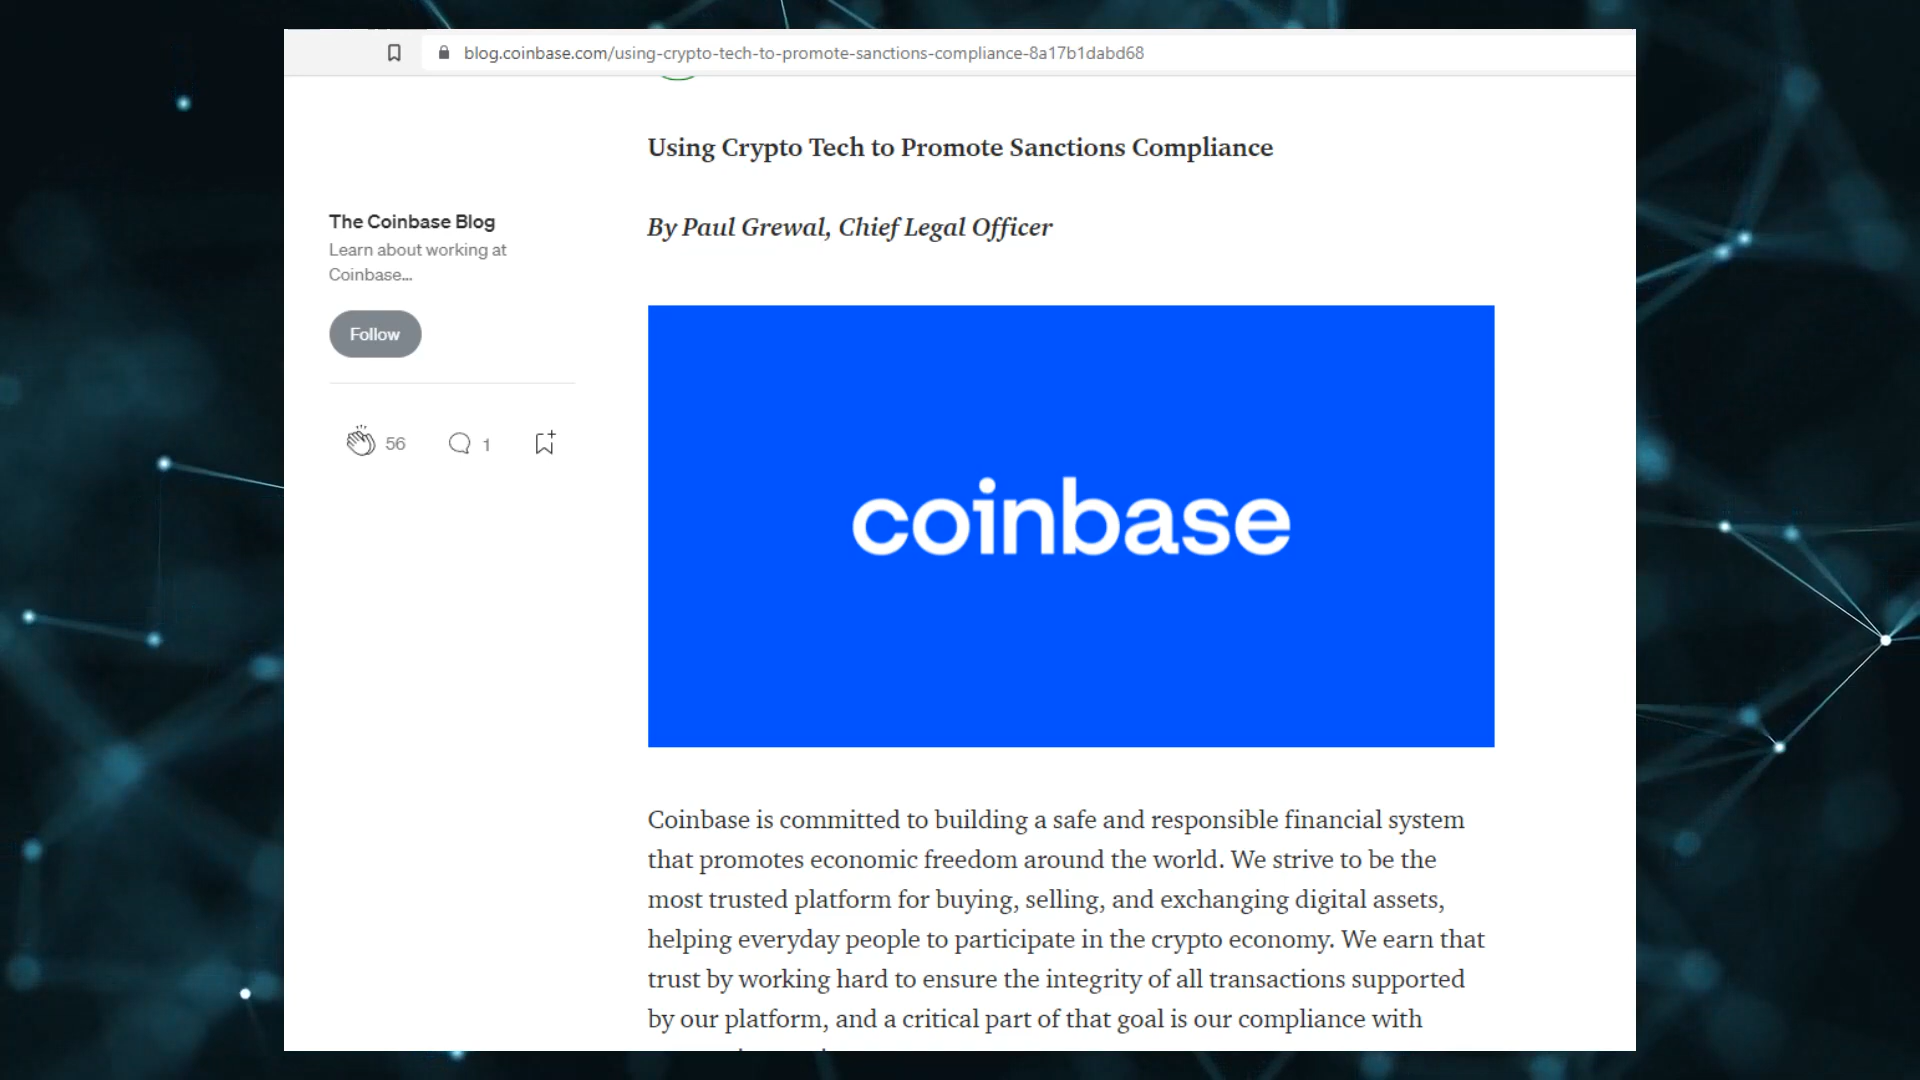 blog.coinbase.com/using-crypto-tech-to-promote-sanctions-compliance-8a17b1dabd68
Using Crypto Tech to Promote Sanctions Compliance
By Paul Grewal, Chief Legal Officer
The Coinbase Blog
Learn about working at
Coinbase...
Follow
56
1
coinbase
Coinbase is committed to building a safe and responsible financial system
that promotes economic freedom around the world. We strive to be the
most trusted platform for buying, selling, and exchanging digital assets,
helping everyday people to participate in the crypto economy. We earn that
trust by working hard to ensure the integrity of all transactions supported
by our platform, and a critical part of that goal is our compliance with